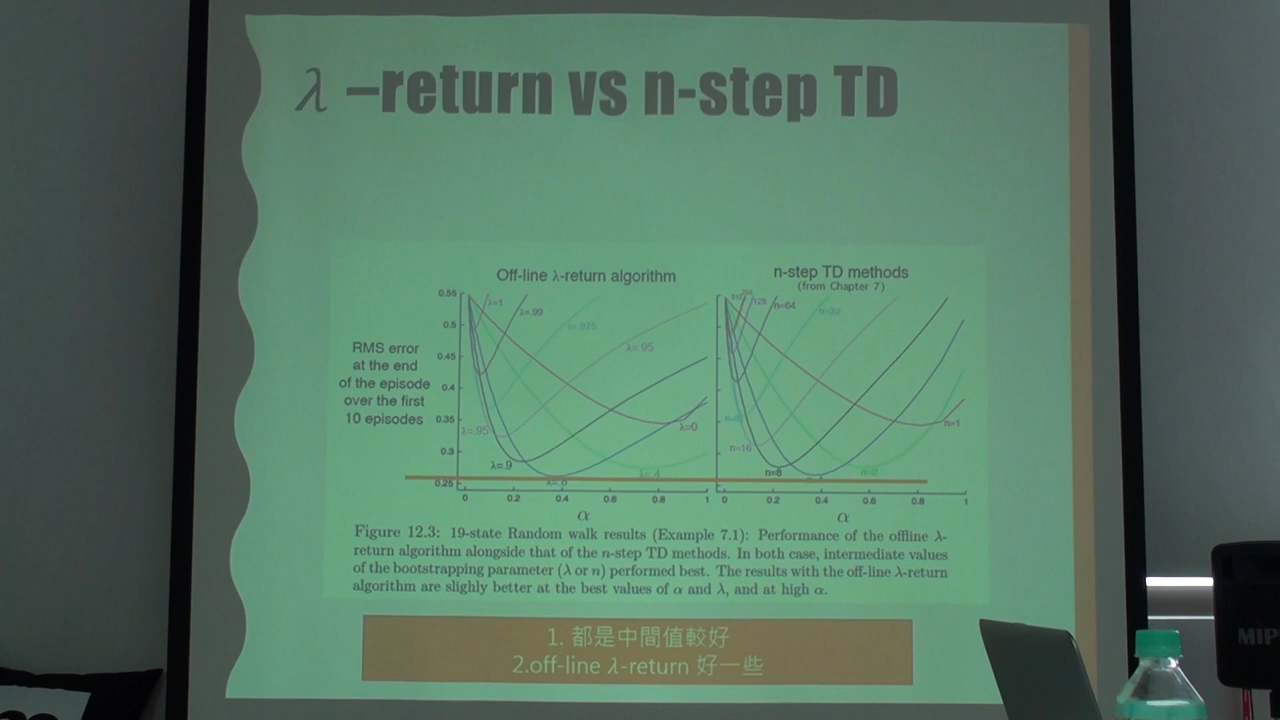 λ –return vs n-step TD
Off-line λ-return algorithm
n-step TD methods
(from Chapter 7)
RMS error
at the end
of the episode
over the first
10 episodes
0.55
0.5
0.45
0.4
0.35
0.3
0.25
λ=1
λ=.99
λ=.975
λ=.95
λ=.95
λ=0
λ=.9
λ=.4
n=64
128
n=32
n=1
n=16
n=8
n=2
0 0.2 0.4 0.6 0.8 1
0 0.2 0.4 0.6 0.8 1
α
α
Figure 12.3: 19-state Random walk results (Example 7.1): Performance of the offline λ-
return algorithm alongside that of the n-step TD methods. In both case, intermediate values
of the bootstrapping parameter (λ or n) performed best. The results with the off-line λ-return
algorithm are slighly better at the best values of α and λ, and at high α.
1. 都是中間值較好
2.off-line λ-return 好一些
MIP